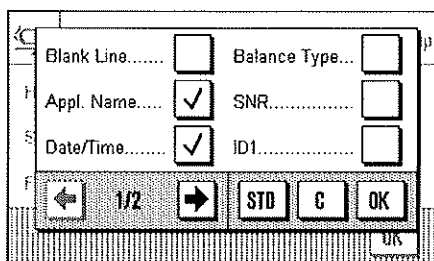 Blank Line....... Balance Type...
Appl. Name..... SNR................
Date/Time....... ID1..................
1/2 STD C OK
OK